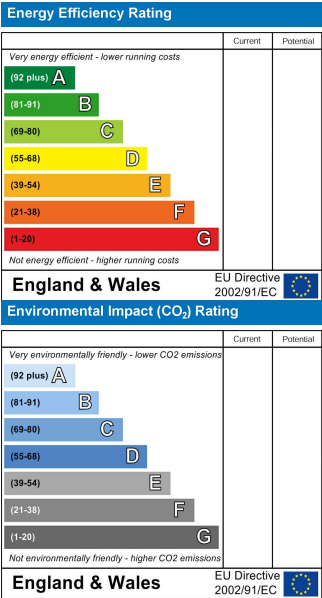 Energy Efficiency Rating
Current Potential
Very energy efficient - lower running costs
(92 plus) A
(81-91) B
(69-80) C
(55-68) D
(39-54) E
(21-38) F
(1-20) G
Not energy efficient - higher running costs
England & Wales EU Directive
2002/91/EC
Environmental Impact (CO₂) Rating
Current Potential
Very environmentally friendly - lower CO2 emissions
(92 plus) A
(81-91) B
(69-80) C
(55-68) D
(39-54) E
(21-38) F
(1-20) G
Not environmentally friendly - higher CO2 emissions
England & Wales EU Directive
2002/91/EC